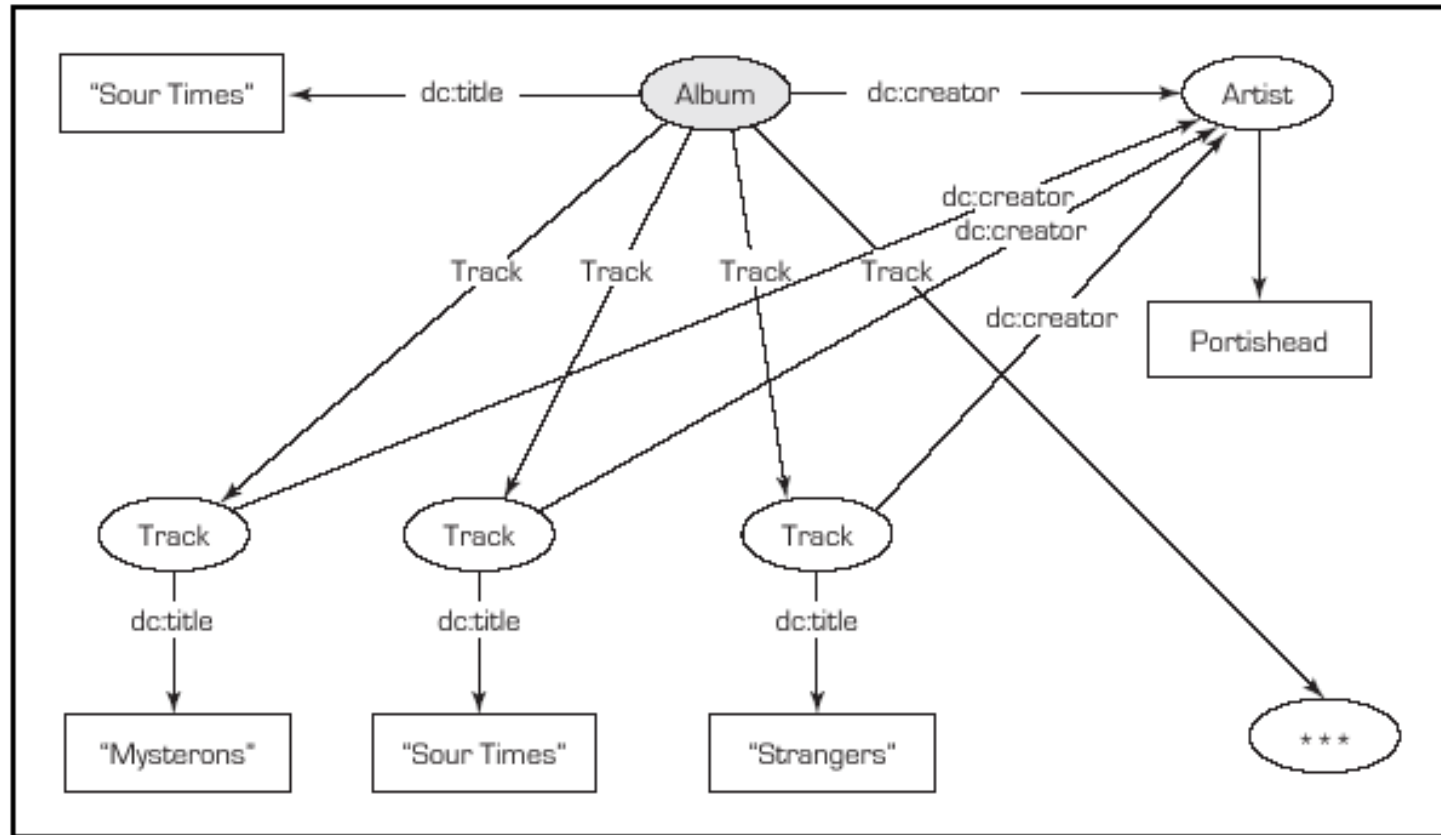 "Sour Times"
dc:title
Album
dc:creator
Artist
dc:creator
dc:creator
Track
Track
Track
Track
dc:creator
Portishead
Track
Track
Track
dc:title
dc:title
dc:title
"Mysterons"
"Sour Times"
"Strangers"
***